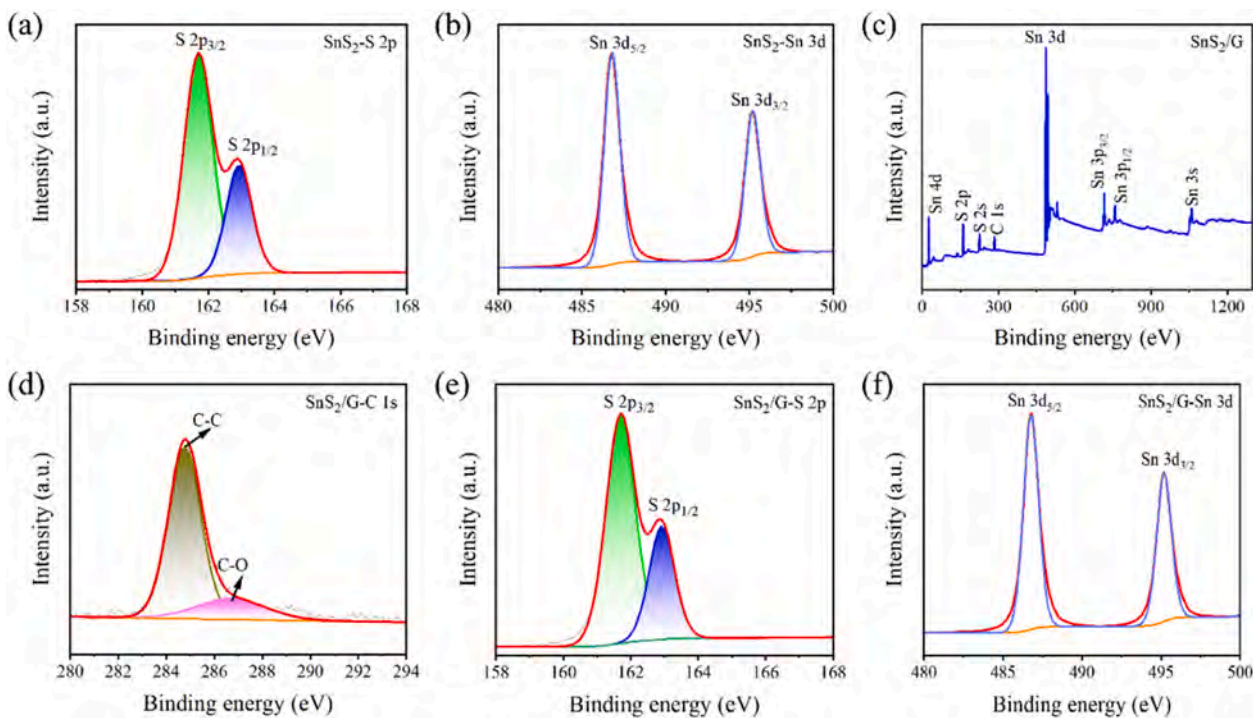 (a)
SnS₂-S 2p
S 2p₃/₂
S 2p₁/₂
Intensity (a.u.)
158 160 162 164 166 168
Binding energy (eV)
(b)
SnS₂-Sn 3d
Sn 3d₅/₂
Sn 3d₃/₂
Intensity (a.u.)
480 485 490 495 500
Binding energy (eV)
(c)
SnS₂/G
Sn 3d
Sn 4d
S 2p
S 2s
C 1s
Sn 3p₃/₂
Sn 3p₁/₂
Sn 3s
Intensity (a.u.)
0 300 600 900 1200
Binding energy (eV)
(d)
SnS₂/G-C 1s
C-C
C-O
Intensity (a.u.)
280 282 284 286 288 290 292 294
Binding energy (eV)
(e)
SnS₂/G-S 2p
S 2p₃/₂
S 2p₁/₂
Intensity (a.u.)
158 160 162 164 166 168
Binding energy (eV)
(f)
SnS₂/G-Sn 3d
Sn 3d₅/₂
Sn 3d₃/₂
Intensity (a.u.)
480 485 490 495 500
Binding energy (eV)